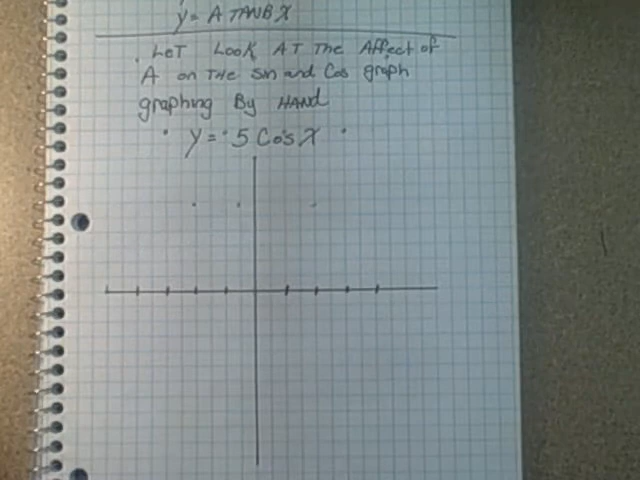 y = A TANB X
LET LOOK AT THE Affect of
A on THE sin and Cos graph
graphing By HAND
y = 5 Cos X